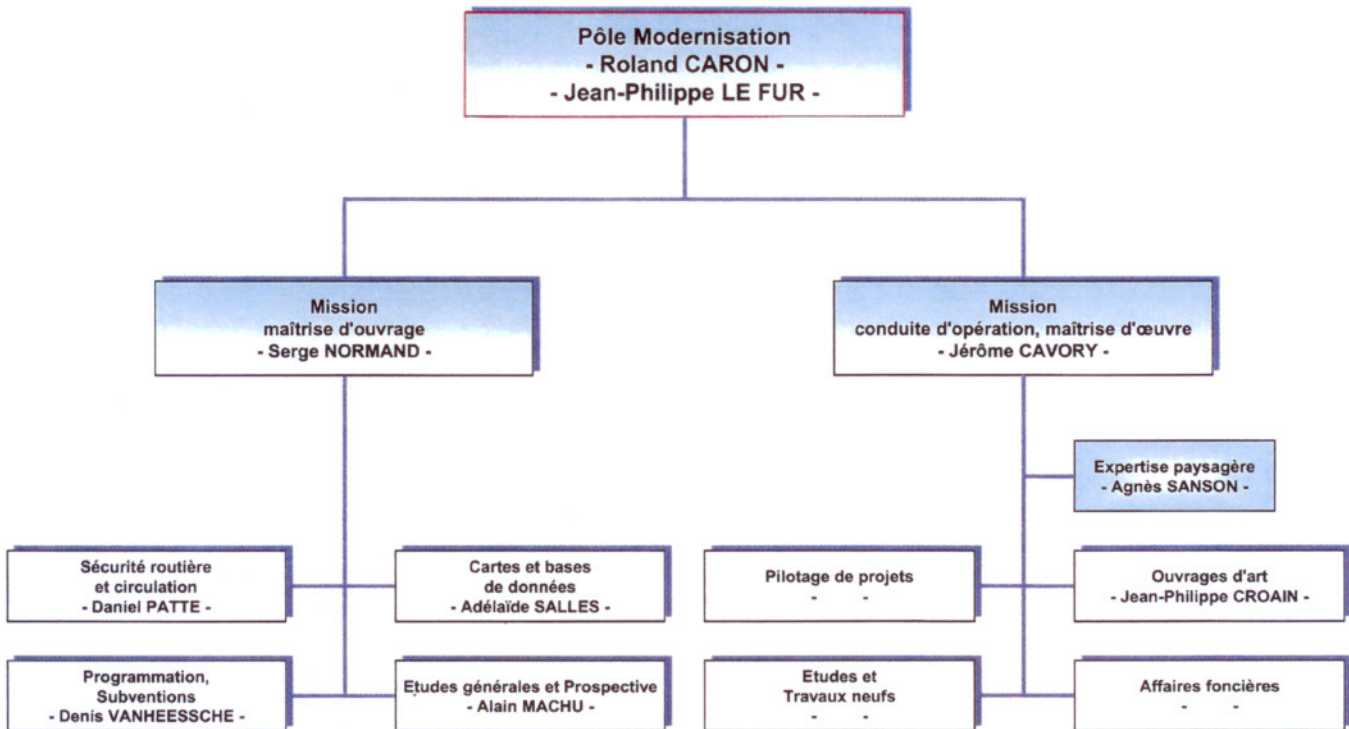 Pôle Modernisation
- Roland CARON -
- Jean-Philippe LE FUR -
Mission
maîtrise d'ouvrage
- Serge NORMAND -
Mission
conduite d'opération, maîtrise d'œuvre
- Jérôme CAVORY -
Expertise paysagère
- Agnès SANSON -
Sécurité routière
et circulation
- Daniel PATTE -
Cartes et bases
de données
- Adélaïde SALLES -
Pilotage de projets
- -
Ouvrages d'art
- Jean-Philippe CROAIN -
Programmation,
Subventions
- Denis VANHEESSCHE -
Etudes générales et Prospective
- Alain MACHU -
Etudes et
Travaux neufs
- -
Affaires foncières
- -